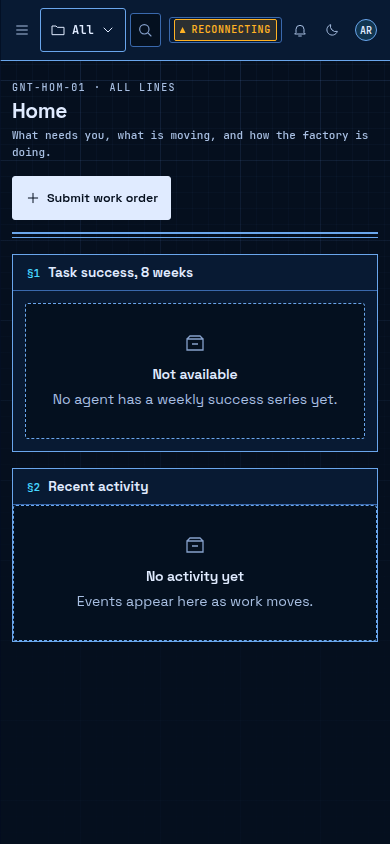 All
▲ RECONNECTING
AR
GNT-HOM-01 · ALL LINES
Home
What needs you, what is moving, and how the factory is
doing.
Submit work order
§1 Task success, 8 weeks
Not available
No agent has a weekly success series yet.
§2 Recent activity
No activity yet
Events appear here as work moves.